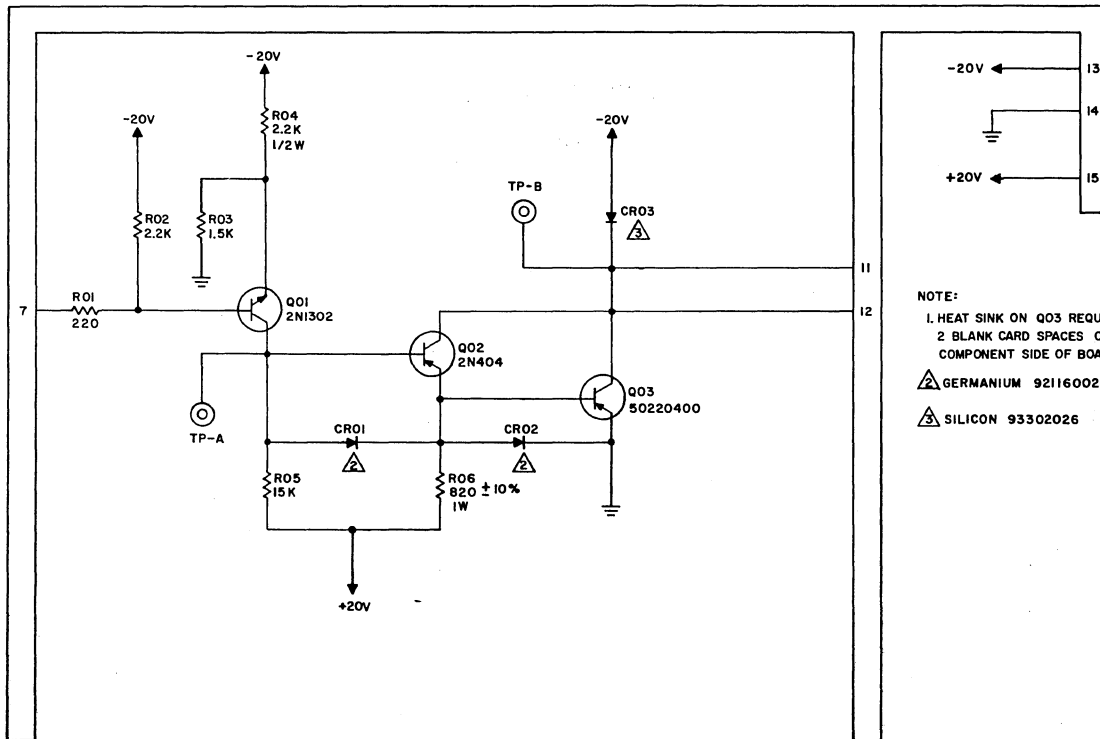 -20V
R04
2.2K
1/2W
-20V
R02
2.2K
R03
1.5K
7
R01
220
Q01
2N1302
TP-A
Q02
2N404
TP-B
-20V
CR03
3
11
12
Q03
50220400
CR01
2
CR02
2
R05
15K
R06
820 ±10%
1W
+20V
-20V
13
14
+20V
15
NOTE:
1. HEAT SINK ON Q03 REQU
2 BLANK CARD SPACES
COMPONENT SIDE OF BOA
2 GERMANIUM 92116002
3 SILICON 93302026